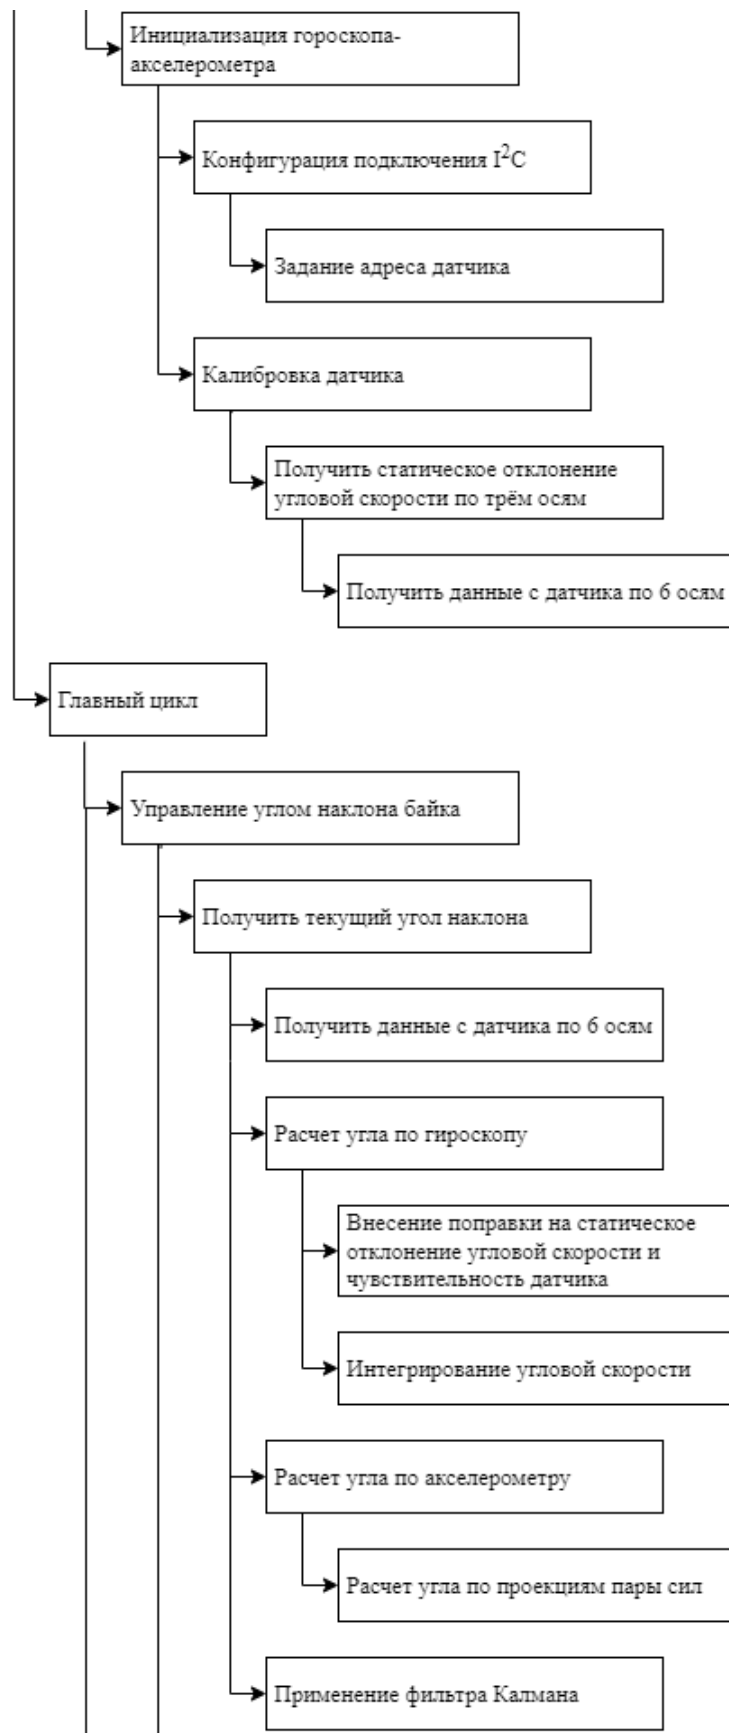 Инициализация гороскопа-
акселерометра
Конфигурация подключения I²C
Задание адреса датчика
Калибровка датчика
Получить статическое отклонение
угловой скорости по трём осям
Получить данные с датчика по 6 осям
Главный цикл
Управление углом наклона байка
Получить текущий угол наклона
Получить данные с датчика по 6 осям
Расчет угла по гироскопу
Внесение поправки на статическое
отклонение угловой скорости и
чувствительность датчика
Интегрирование угловой скорости
Расчет угла по акселерометру
Расчет угла по проекциям пары сил
Применение фильтра Калмана